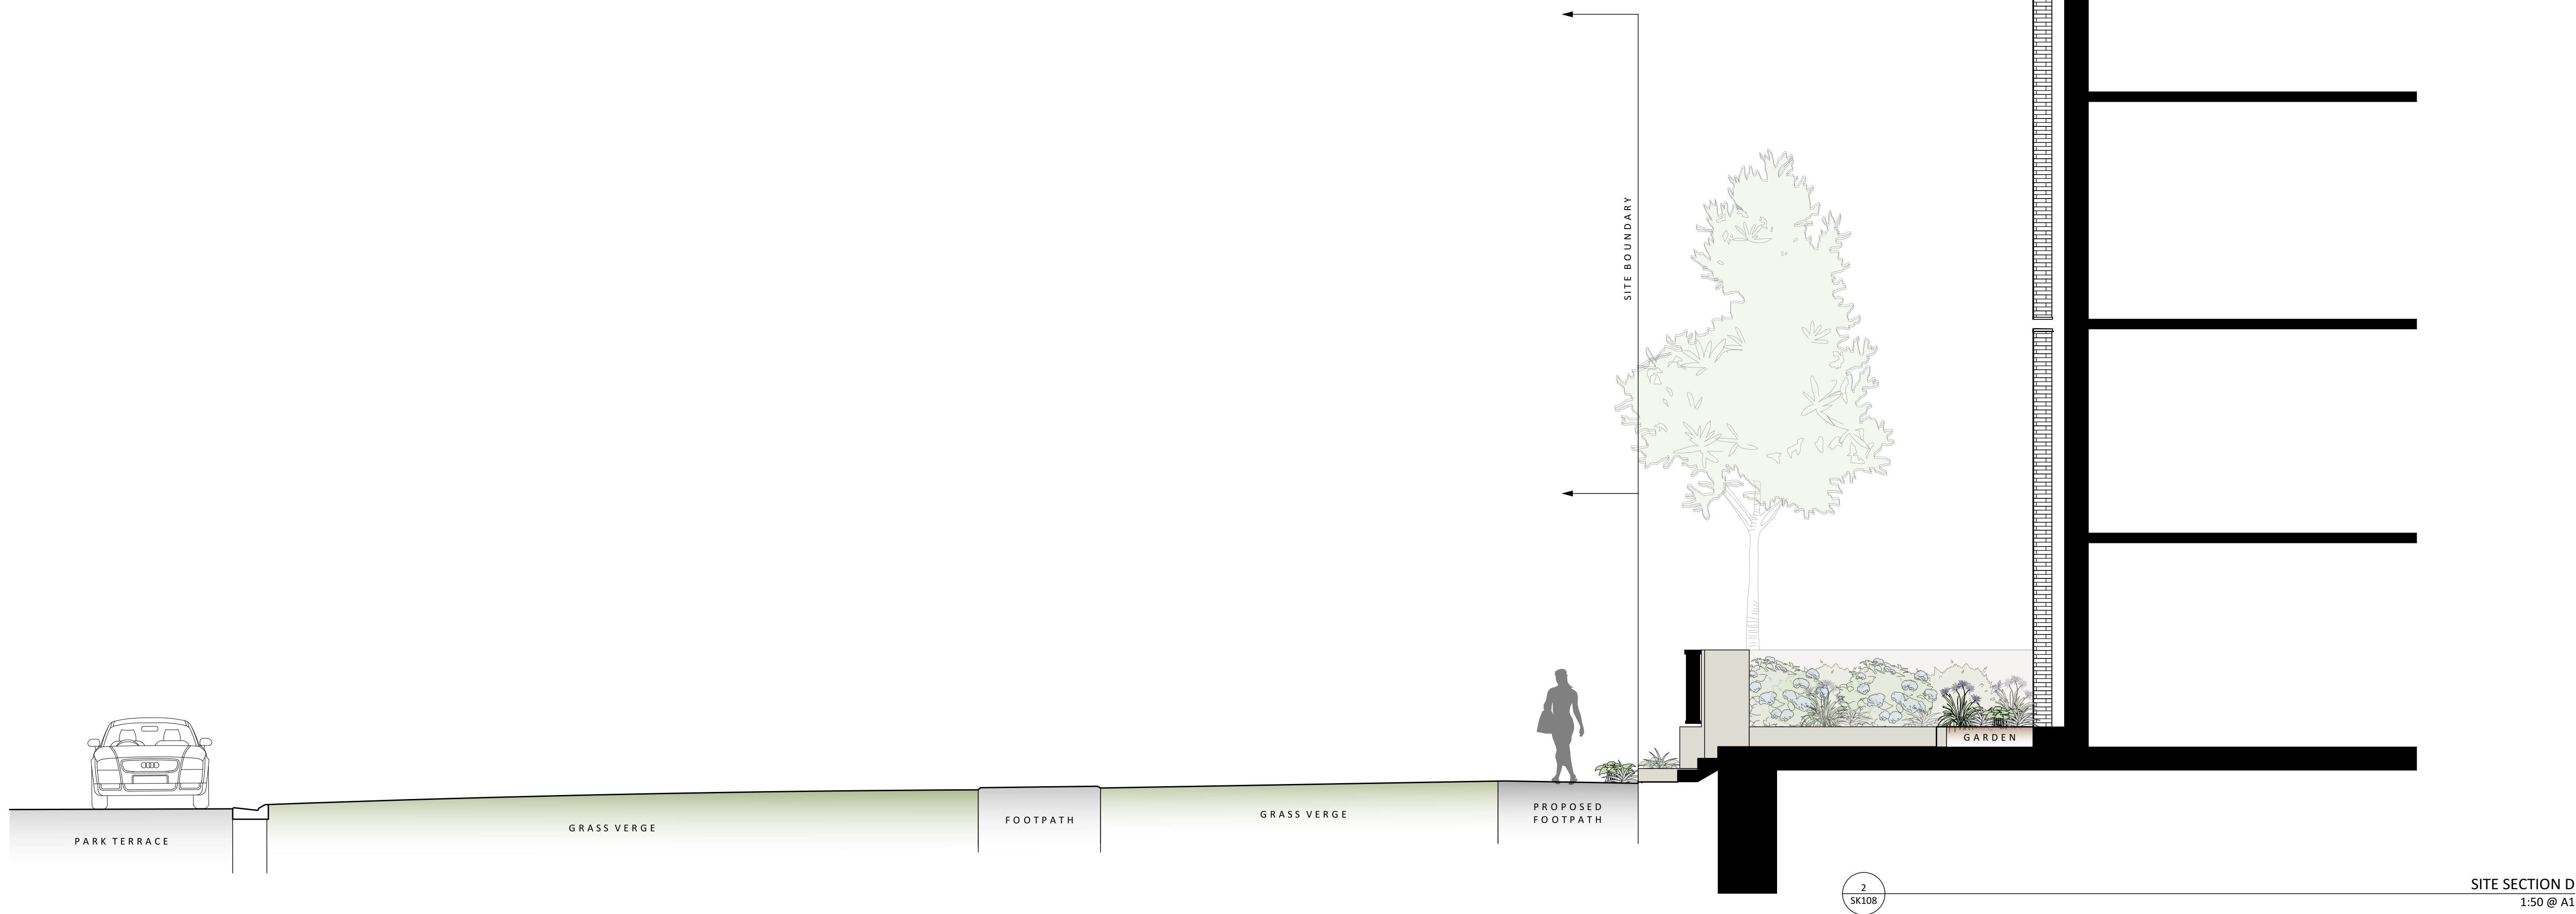 SITE BOUNDARY
GARDEN
PROPOSED
FOOTPATH
GRASS VERGE
FOOTPATH
GRASS VERGE
PARK TERRACE
2
SK108
SITE SECTION D
1:50 @ A1